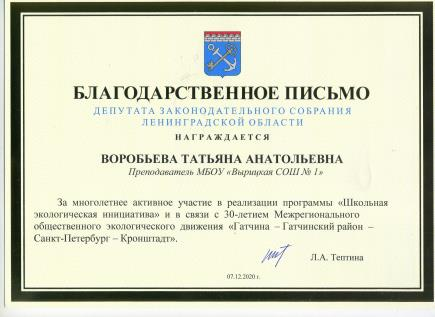 БЛАГОДАРСТВЕННОЕ ПИСЬМО
ДЕПУТАТА ЗАКОНОДАТЕЛЬНОГО СОБРАНИЯ
ЛЕНИНГРАДСКОЙ ОБЛАСТИ
НАГРАЖДАЕТСЯ
ВОРОБЬЕВА ТАТЬЯНА АНАТОЛЬЕВНА
Преподаватель МБОУ «Вырицкая СОШ № 1»
За многолетнее активное участие в реализации программы «Школьная
экологическая инициатива» и в связи с 30-летием Межрегионального
общественного экологического движения «Гатчина – Гатчинский район –
Санкт-Петербург – Кронштадт».
Л.А. Тептина
07.12.2020 г.